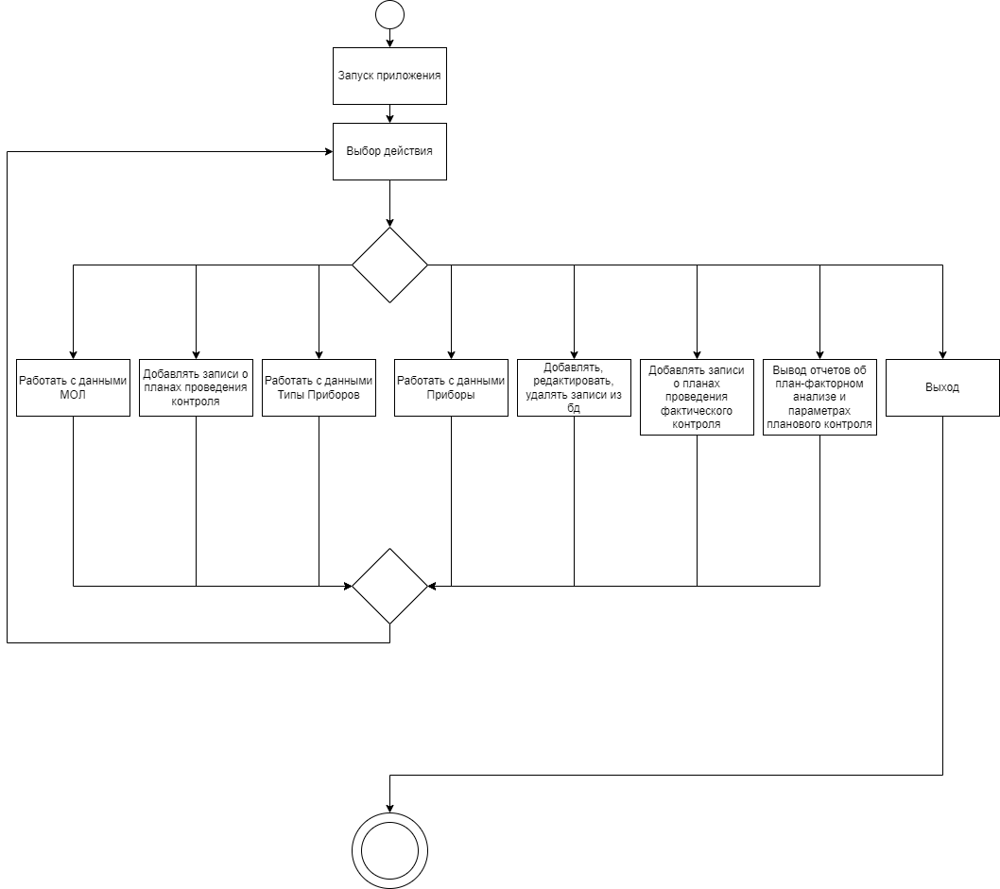 Запуск приложения
Выбор действия
Работать с данными
МОЛ
Добавлять записи о
планах проведения
контроля
Работать с данными
Типы Приборов
Работать с данными
Приборы
Добавлять,
редактировать,
удалять записи из
бд
Добавлять записи
о планах
проведения
фактического
контроля
Вывод отчетов об
план-факторном
анализе и
параметрах
планового контроля
Выход